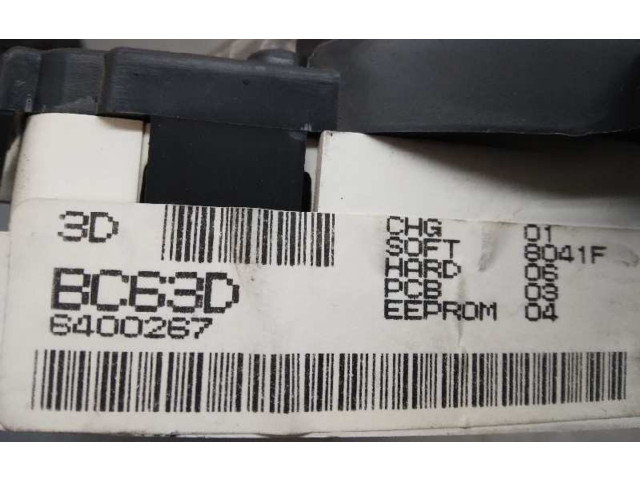 3D
BC63D
6400267
CHG 01
SOFT 8041F
HARD 06
PCB 03
EEPROM 04